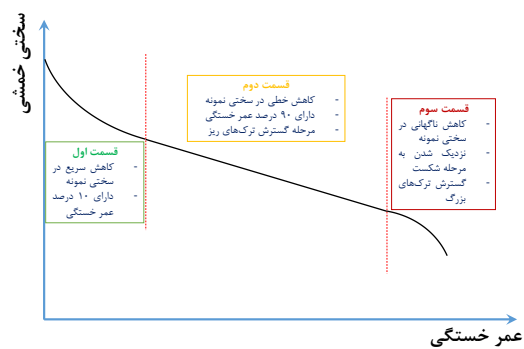 سختی خمشی
قسمت اول
- کاهش سریع در
سختی نمونه
- دارای ۱۰ درصد
عمر خستگی
قسمت دوم
- کاهش خطی در سختی نمونه
- دارای ۹۰ درصد عمر خستگی
- مرحله گسترش ترک‌های ریز
قسمت سوم
- کاهش ناگهانی در
سختی نمونه
- نزدیک شدن به
مرحله شکست
- گسترش ترک‌های
بزرگ
عمر خستگی